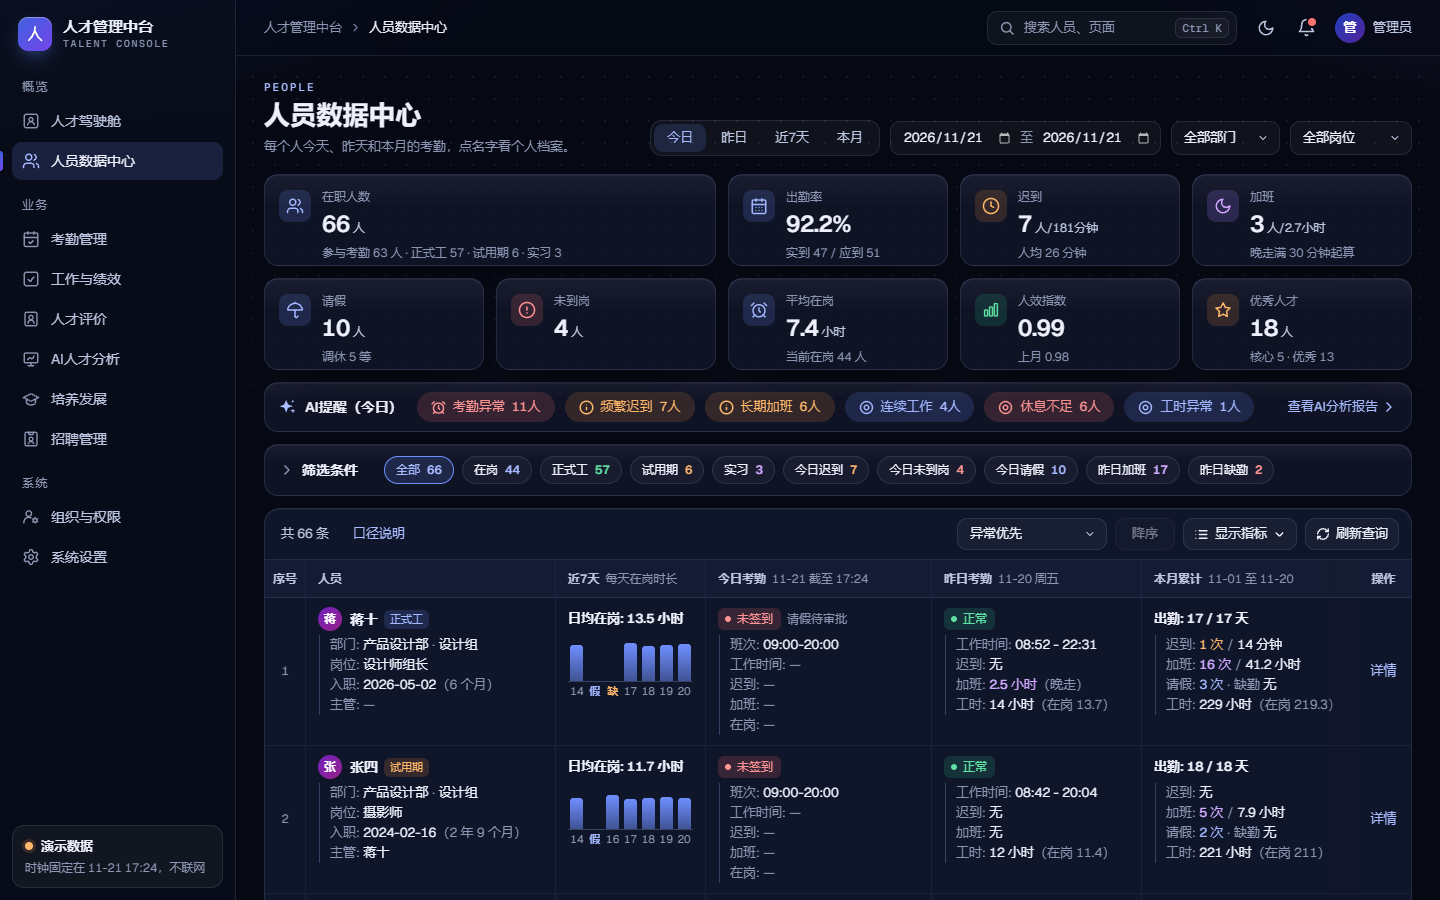 人 人才管理中台
TALENT CONSOLE
概览
人才驾驶舱
人员数据中心
业务
考勤管理
工作与绩效
人才评价
AI人才分析
培养发展
招聘管理
系统
组织与权限
系统设置
演示数据
时钟固定在 11-21 17:24，不联网
人才管理中台 > 人员数据中心
搜索人员、页面 Ctrl K
管 管理员
PEOPLE
人员数据中心
每个人今天、昨天和本月的考勤，点名字看个人档案。
今日 昨日 近7天 本月
2026/11/21 至 2026/11/21
全部部门
全部岗位
在职人数
66 人
参与考勤 63 人 · 正式工 57 · 试用期 6 · 实习 3
出勤率
92.2%
实到 47 / 应到 51
迟到
7 人/181分钟
人均 26 分钟
加班
3 人/2.7小时
晚走满 30 分钟起算
请假
10 人
调休 5 等
未到岗
4 人
平均在岗
7.4 小时
当前在岗 44 人
人效指数
0.99
上月 0.98
优秀人才
18 人
核心 5 · 优秀 13
AI提醒（今日） 考勤异常 11人 频繁迟到 7人 长期加班 6人 连续工作 4人 休息不足 6人 工时异常 1人 查看AI分析报告
筛选条件 全部 66 在岗 44 正式工 57 试用期 6 实习 3 今日迟到 7 今日未到岗 4 今日请假 10 昨日加班 17 昨日缺勤 2
共 66 条 口径说明 异常优先 降序 显示指标 刷新查询
序号 人员 近7天 每天在岗时长 今日考勤 11-21 截至 17:24 昨日考勤 11-20 周五 本月累计 11-01 至 11-20 操作
1
蒋 蒋十 正式工
部门: 产品设计部 · 设计组
岗位: 设计师组长
入职: 2026-05-02（6 个月）
主管: —
日均在岗: 13.5 小时
14 假 缺 17 18 19 20
未签到 请假待审批
班次: 09:00-20:00
工作时间: —
迟到: —
加班: —
在岗: —
正常
工作时间: 08:52 - 22:31
迟到: 无
加班: 2.5 小时（晚走）
工时: 14 小时（在岗 13.7）
出勤: 17 / 17 天
迟到: 1 次 / 14 分钟
加班: 16 次 / 41.2 小时
请假: 3 次 · 缺勤 无
工时: 229 小时（在岗 219.3）
详情
2
张 张四 试用期
部门: 产品设计部 · 设计组
岗位: 摄影师
入职: 2024-02-16（2 年 9 个月）
主管: 蒋十
日均在岗: 11.7 小时
14 假 16 17 18 19 20
未签到
班次: 09:00-20:00
工作时间: —
迟到: —
加班: —
在岗: —
正常
工作时间: 08:42 - 20:04
迟到: 无
加班: 无
工时: 12 小时（在岗 11.4）
出勤: 18 / 18 天
迟到: 无
加班: 5 次 / 7.9 小时
请假: 2 次 · 缺勤 无
工时: 221 小时（在岗 211）
详情